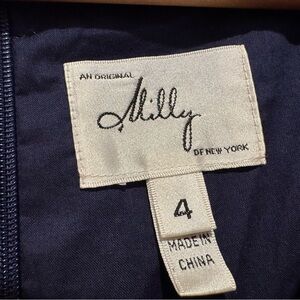 AN ORIGINAL
Milly
OF NEW YORK
4
MADE IN
CHINA